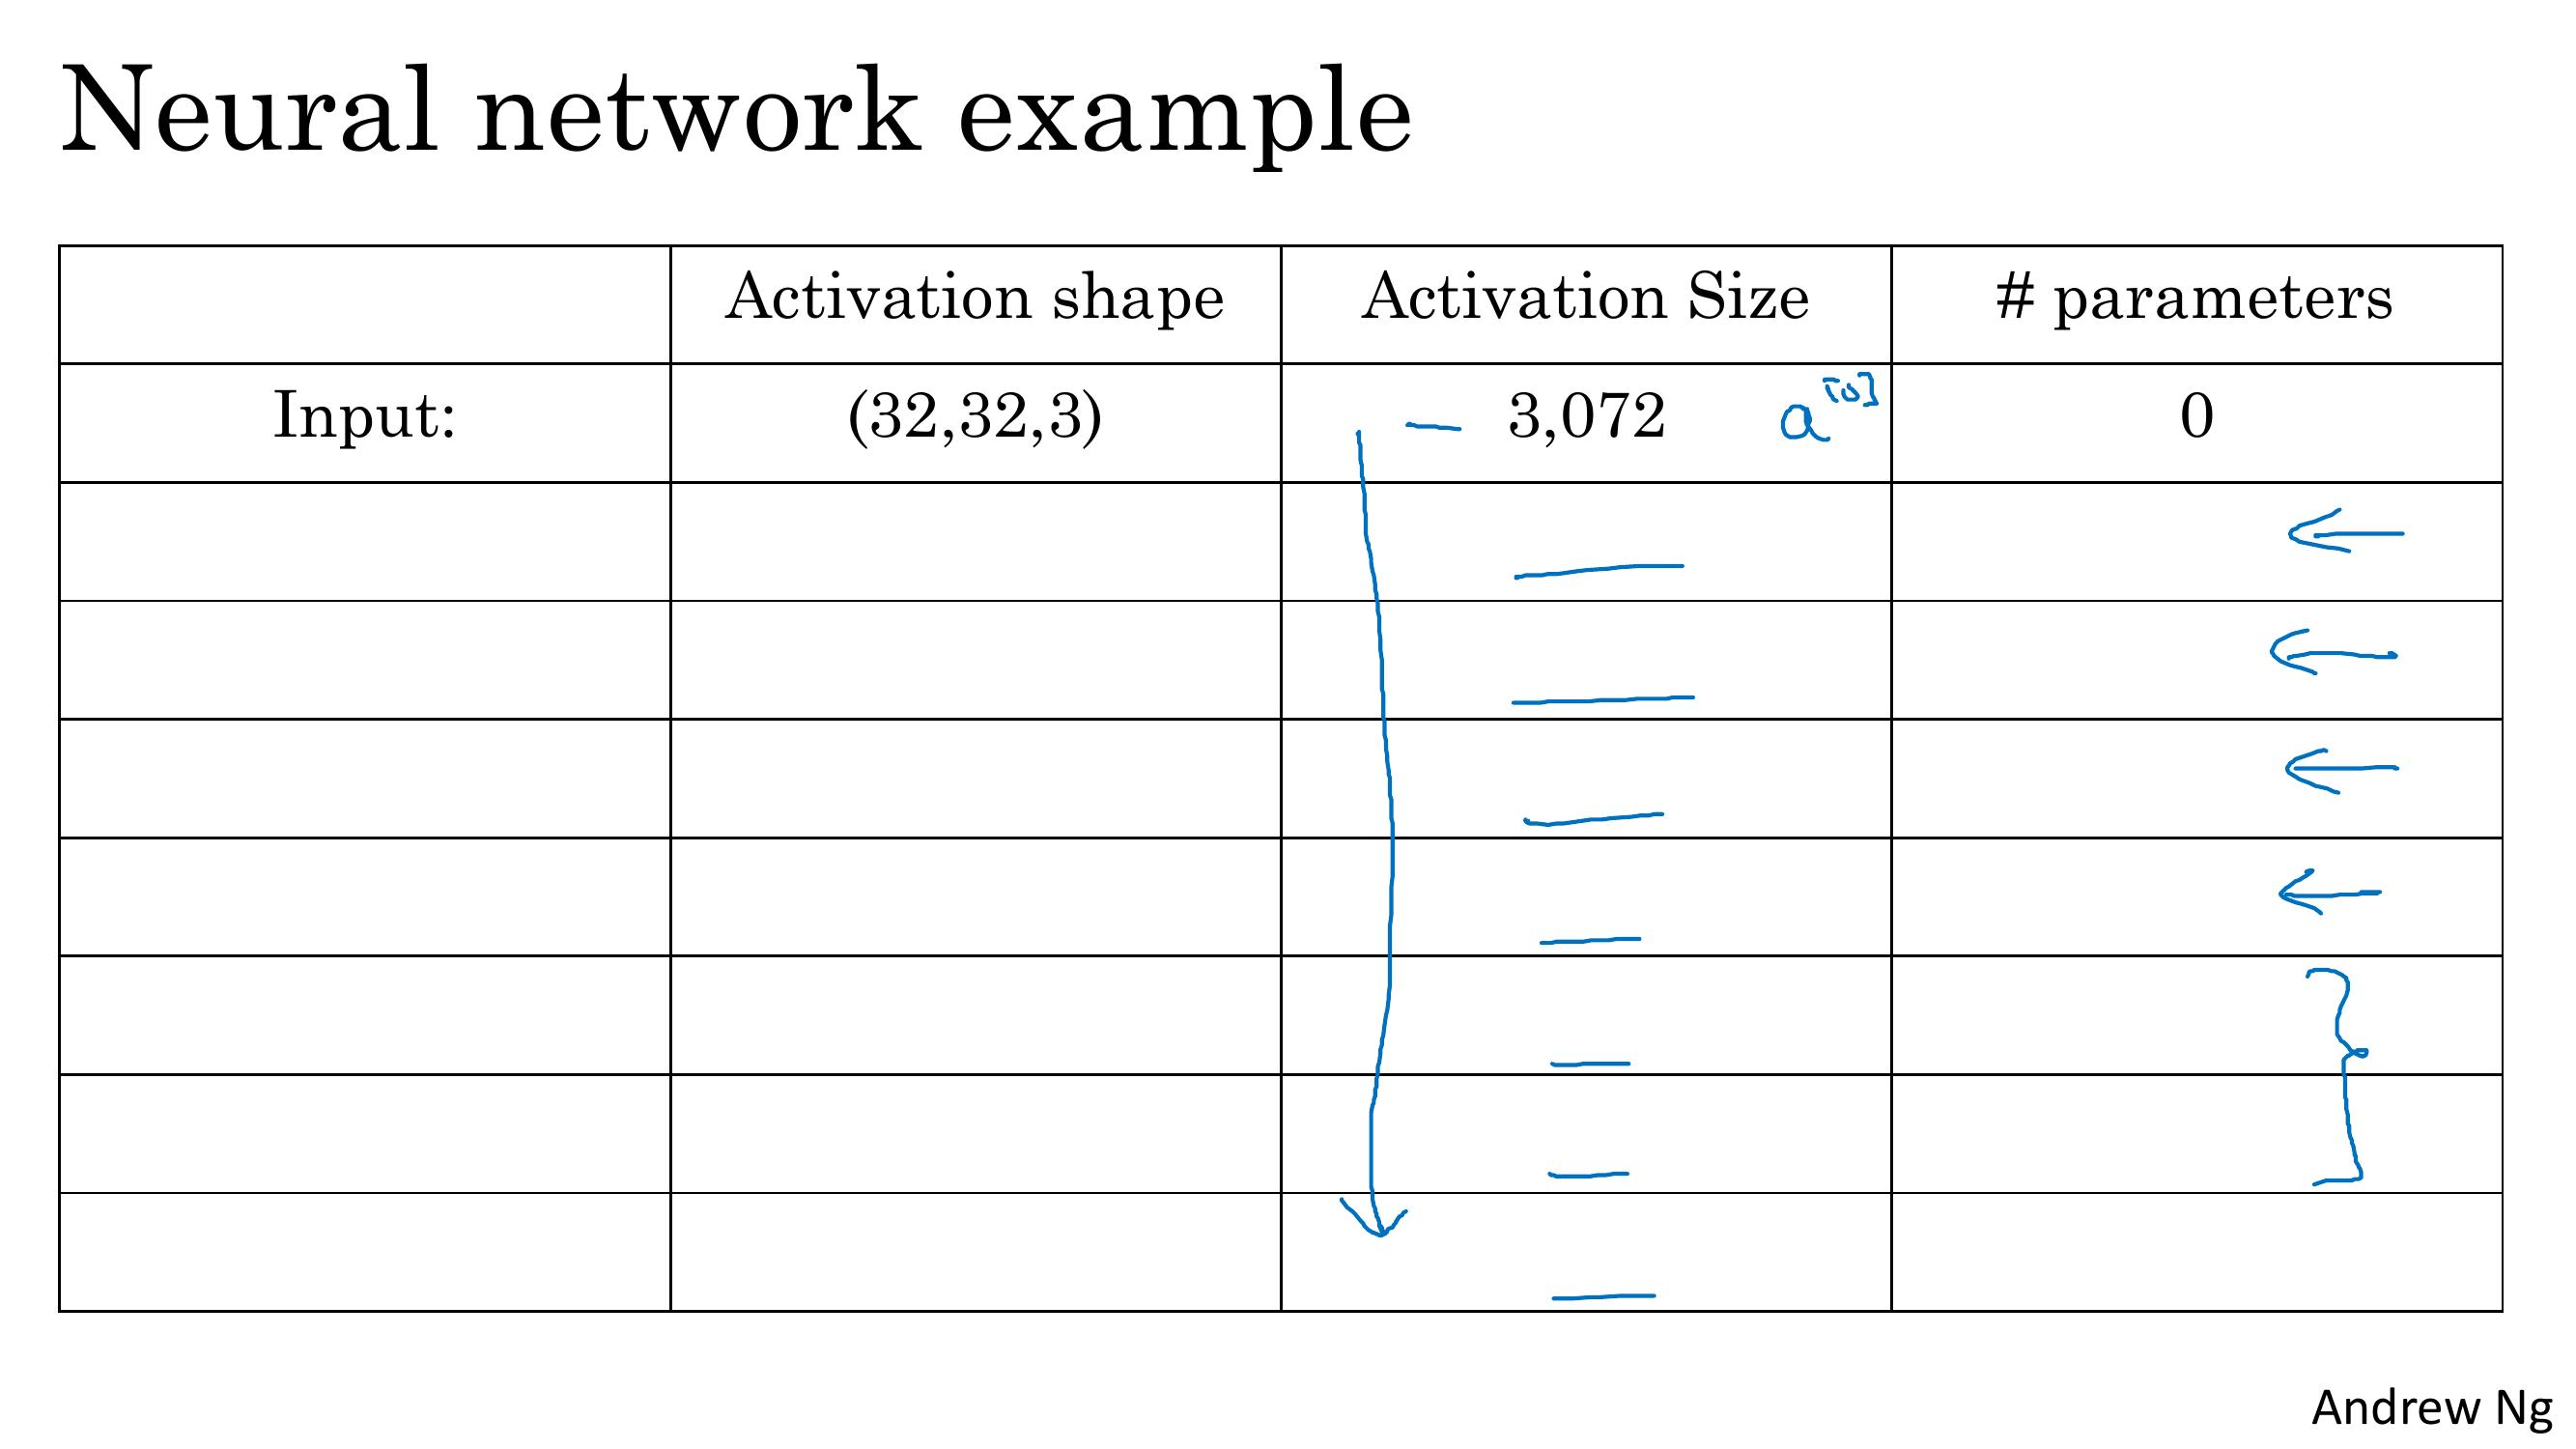 Neural network example
Activation shape Activation Size # parameters
Input: (32,32,3) 3,072 a[0] 0
Andrew Ng